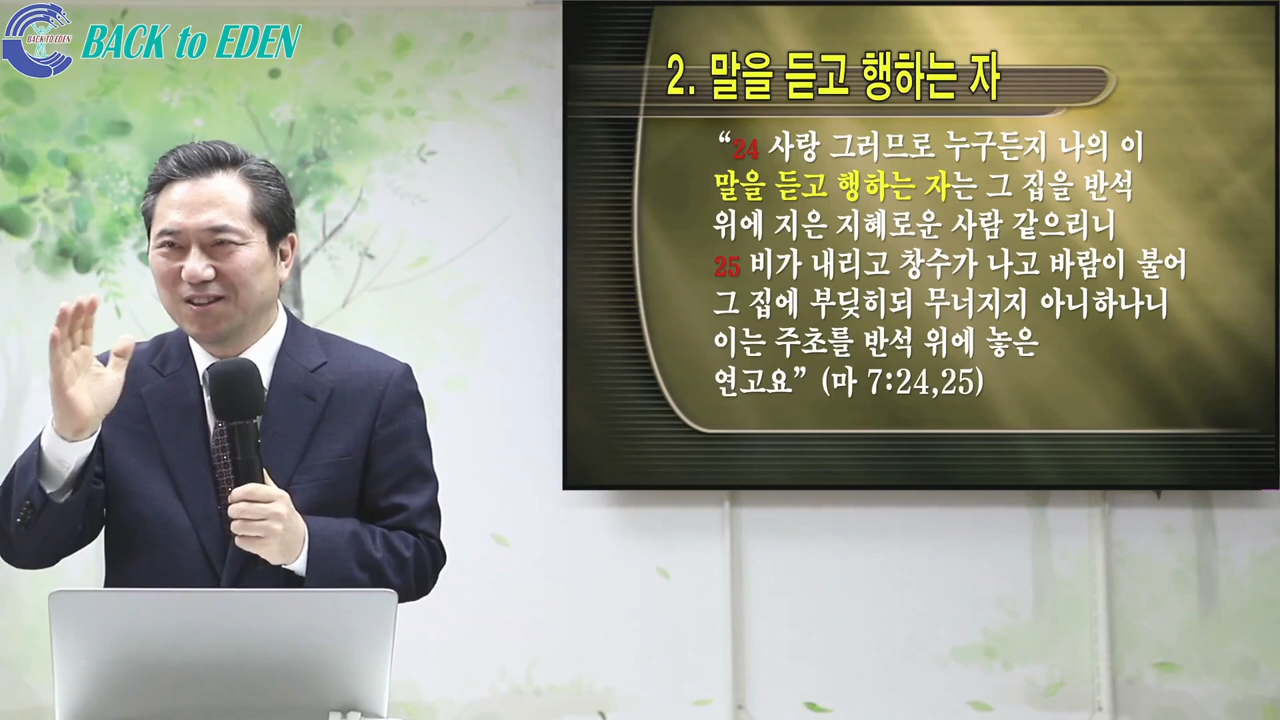 BACK TO EDEN
BACK to EDEN
2. 말을 듣고 행하는 자
“24 사랑 그러므로 누구든지 나의 이
말을 듣고 행하는 자는 그 집을 반석
위에 지은 지혜로운 사람 같으리니
25 비가 내리고 창수가 나고 바람이 불어
그 집에 부딪히되 무너지지 아니하나니
이는 주초를 반석 위에 놓은
연고요” (마 7:24,25)